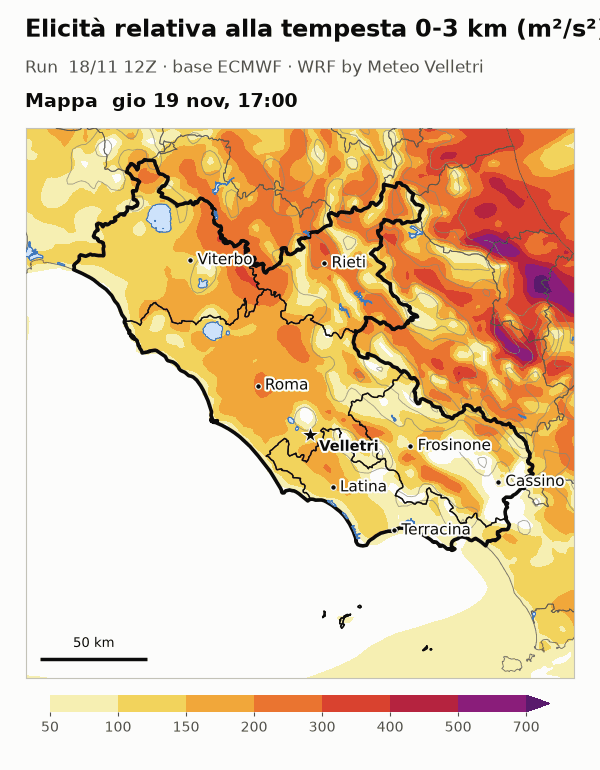 Elicità relativa alla tempesta 0-3 km (m²/s²)
Run 18/11 12Z · base ECMWF · WRF by Meteo Velletri
Mappa gio 19 nov, 17:00
Viterbo
Rieti
Roma
Velletri
Frosinone
Cassino
Latina
Terracina
50 km
50 100 150 200 300 400 500 700